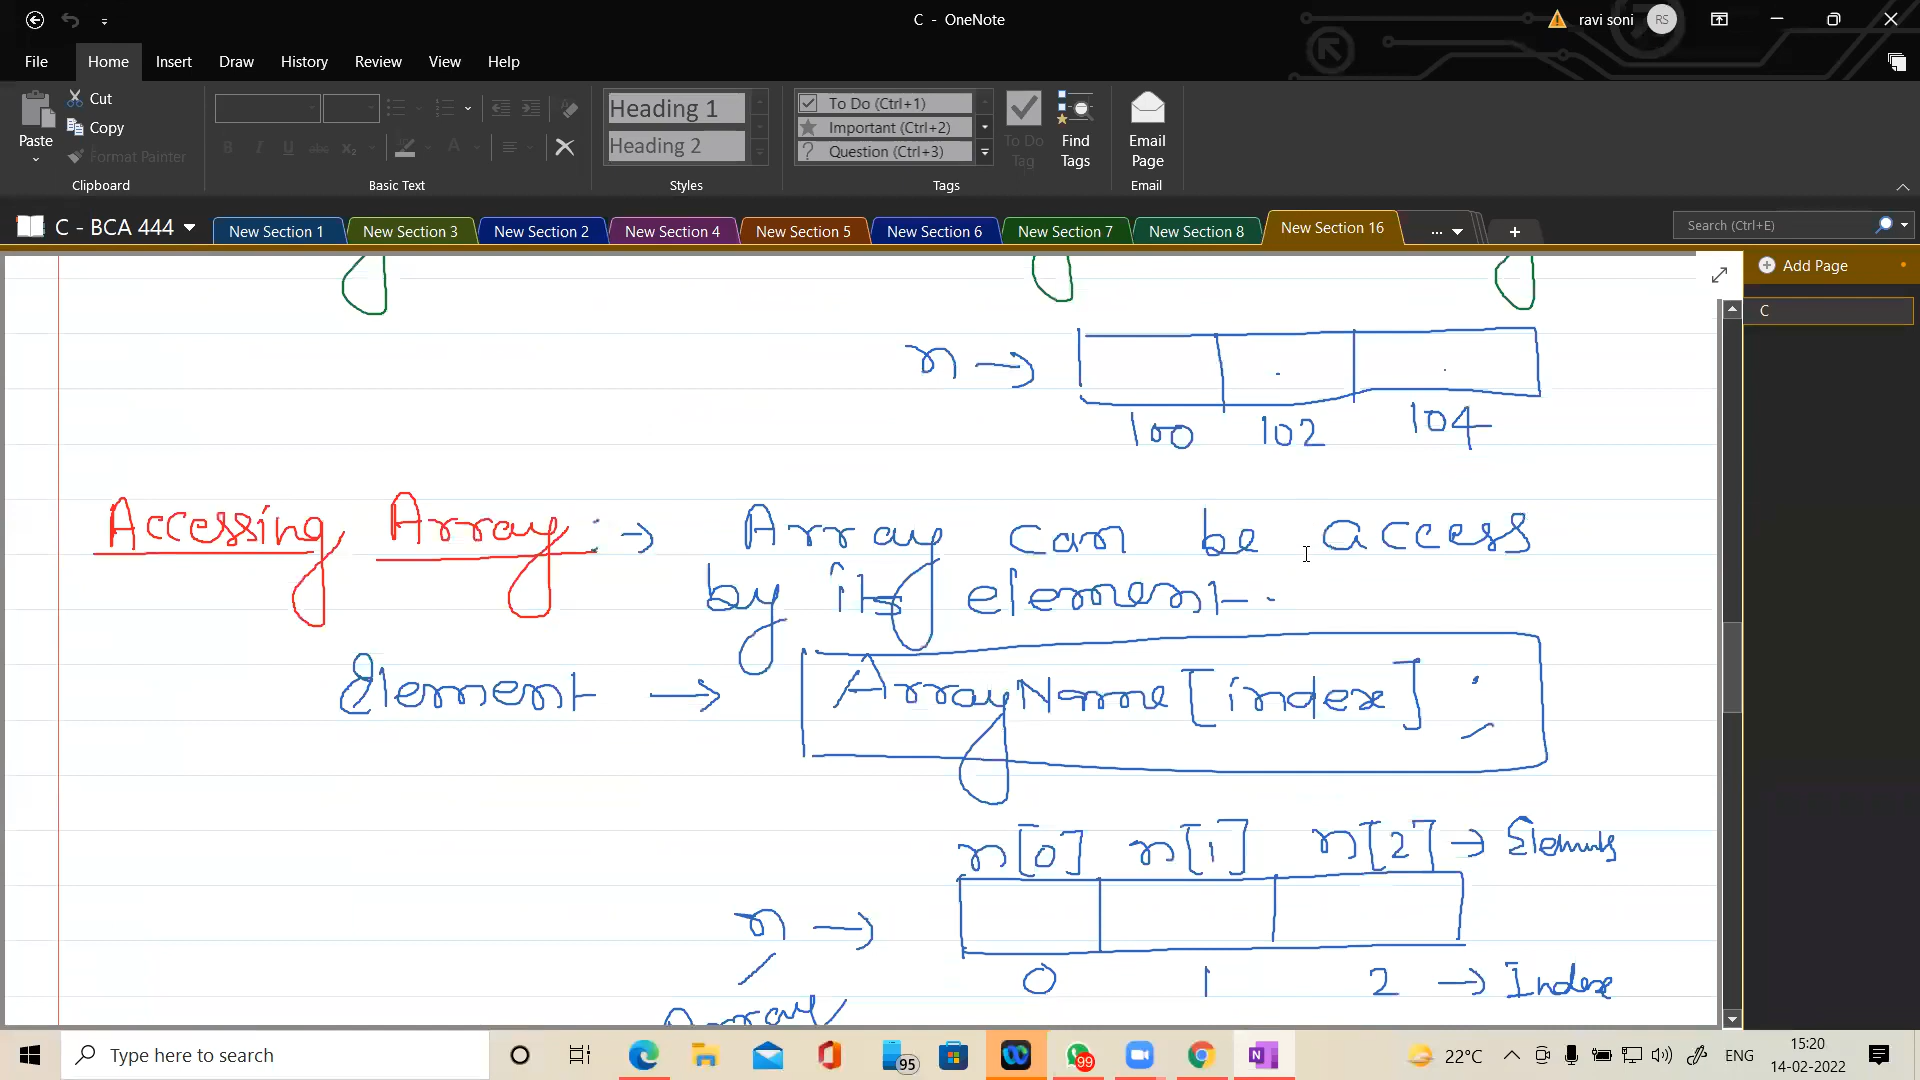 C - OneNote
ravi soni RS
File Home Insert Draw History Review View Help
Paste
Cut
Copy
Format Painter
Clipboard
Basic Text
Heading 1
Heading 2
Styles
To Do (Ctrl+1)
Important (Ctrl+2)
Question (Ctrl+3)
To Do Tag
Find Tags
Tags
Email Page
Email
C - BCA 444
New Section 1 New Section 3 New Section 2 New Section 4 New Section 5 New Section 6 New Section 7 New Section 8 New Section 16 ...
Search (Ctrl+E)
Add Page
C
n →
100 102 104
Accessing Array : → Array can be access
by its element.
Element → ArrayName[index] ;
n[0] n[1] n[2] → Elements
n →
0 1 2 → Index
Array
Type here to search
95
99
22°C
ENG
15:20
14-02-2022